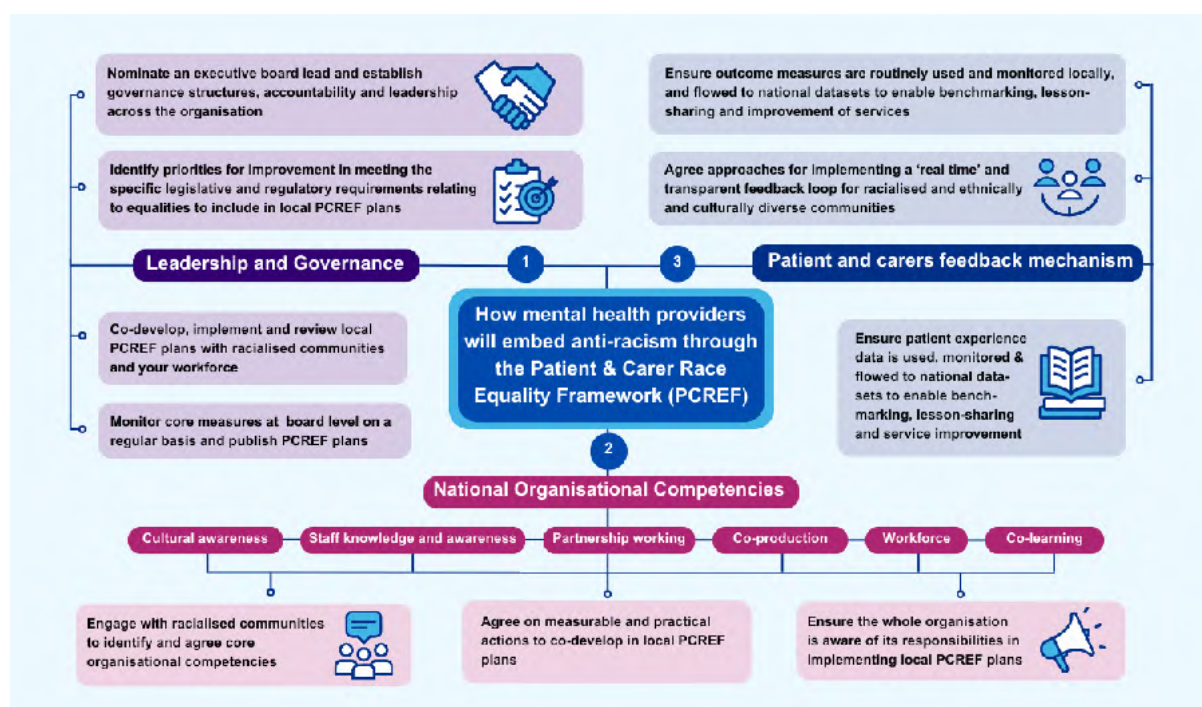 Nominate an executive board lead and establish
governance structures, accountability and leadership
across the organisation
Identify priorities for improvement in meeting the
specific legislative and regulatory requirements relating
to equalities to include in local PCREF plans
Leadership and Governance
1
Co-develop, implement and review local
PCREF plans with racialised communities
and your workforce
Monitor core measures at board level on a
regular basis and publish PCREF plans
How mental health providers
will embed anti-racism through
the Patient & Carer Race
Equality Framework (PCREF)
Ensure outcome measures are routinely used and monitored locally,
and flowed to national datasets to enable benchmarking, lesson-
sharing and improvement of services
Agree approaches for implementing a ‘real time’ and
transparent feedback loop for racialised and ethnically
and culturally diverse communities
3
Patient and carers feedback mechanism
Ensure patient experience
data is used, monitored &
flowed to national data-
sets to enable bench-
marking, lesson-sharing
and service improvement
2
National Organisational Competencies
Cultural awareness
Staff knowledge and awareness
Partnership working
Co-production
Workforce
Co-learning
Engage with racialised communities
to identify and agree core
organisational competencies
Agree on measurable and practical
actions to co-develop in local PCREF
plans
Ensure the whole organisation
is aware of its responsibilities in
implementing local PCREF plans